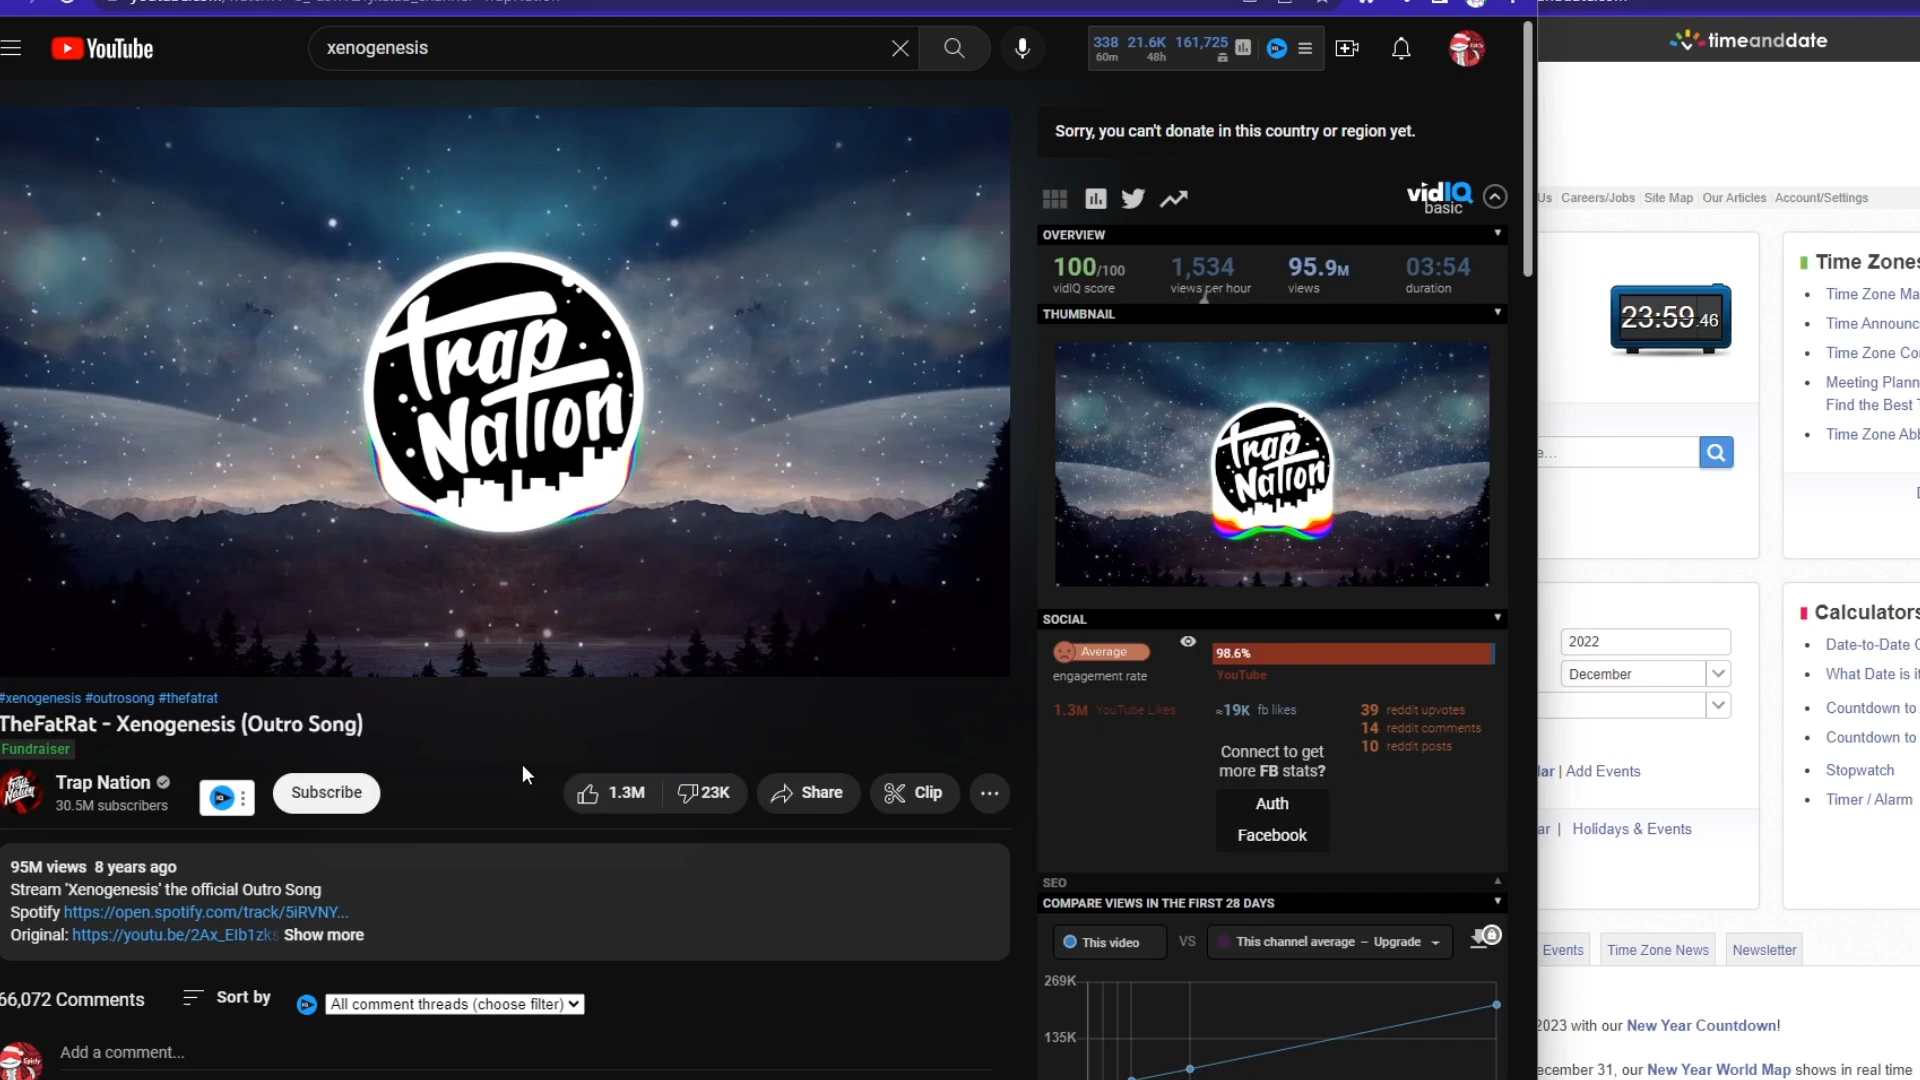 YouTube
xenogenesis
338 21.6K 161,725
60m 48h
Sorry, you can't donate in this country or region yet.
vidIQ
basic
OVERVIEW
100/100 1,534 95.9M 03:54
vidIQ score views per hour views duration
THUMBNAIL
Trap
Nation
Trap
Nation
SOCIAL
Average
engagement rate
98.6%
YouTube
1.3M YouTube Likes
≈19K fb likes
39 reddit upvotes
14 reddit comments
10 reddit posts
Connect to get
more FB stats?
Auth
Facebook
SEO
COMPARE VIEWS IN THE FIRST 28 DAYS
This video VS This channel average – Upgrade
269K
135K
#xenogenesis #outrosong #thefatrat
TheFatRat - Xenogenesis (Outro Song)
Fundraiser
Trap Nation
30.5M subscribers
Subscribe
1.3M 23K Share Clip
95M views 8 years ago
Stream 'Xenogenesis' the official Outro Song
Spotify https://open.spotify.com/track/5iRVNY...
Original: https://youtu.be/2Ax_EIb1zks Show more
66,072 Comments Sort by All comment threads (choose filter)
Add a comment...
timeanddate
Us Careers/Jobs Site Map Our Articles Account/Settings
23:59.46
Time Zones
Time Zone
Time
Time Zone
Meeting
Find the Best
Time Zone
2022
December
| Add Events
| Holidays & Events
Calculators
Date-to-Date
What Date is
Countdown to
Countdown to
Stopwatch
Timer / Alarm
Events Time Zone News Newsletter
2023 with our New Year Countdown!
December 31, our New Year World Map shows in real time